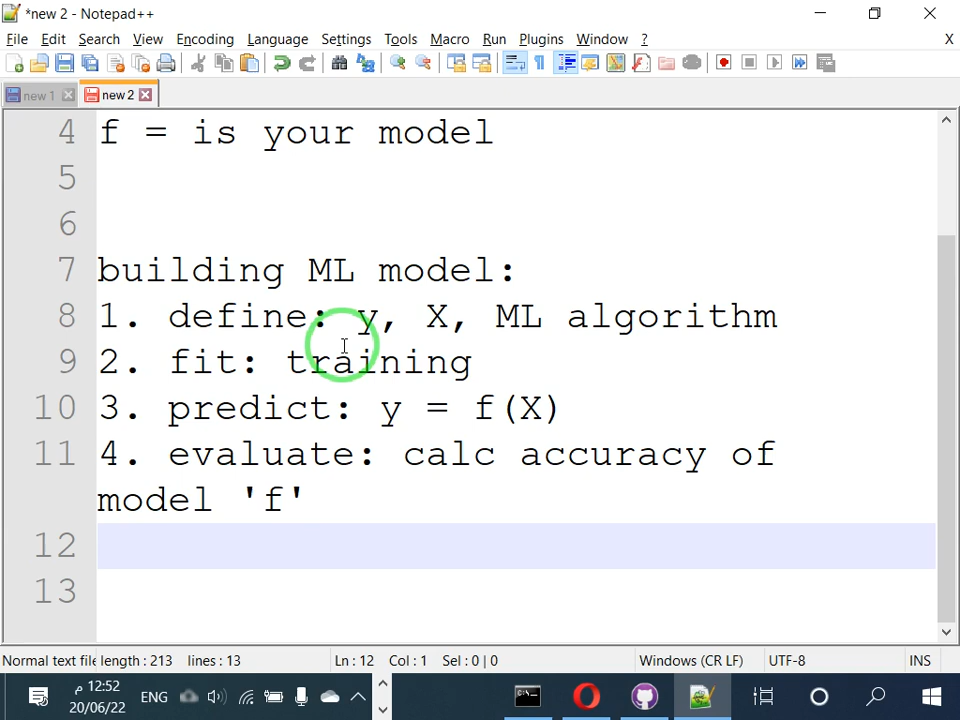 *new 2 - Notepad++
File Edit Search View Encoding Language Settings Tools Macro Run Plugins Window ? X
new 1 new 2
4 f = is your model
5
6
7 building ML model:
8 1. define: y, X, ML algorithm
9 2. fit: training
10 3. predict: y = f(X)
11 4. evaluate: calc accuracy of
model 'f'
12
13
Normal text file length : 213 lines : 13 Ln : 12 Col : 1 Sel : 0 | 0 Windows (CR LF) UTF-8 INS
12:52 م
ENG
20/06/22